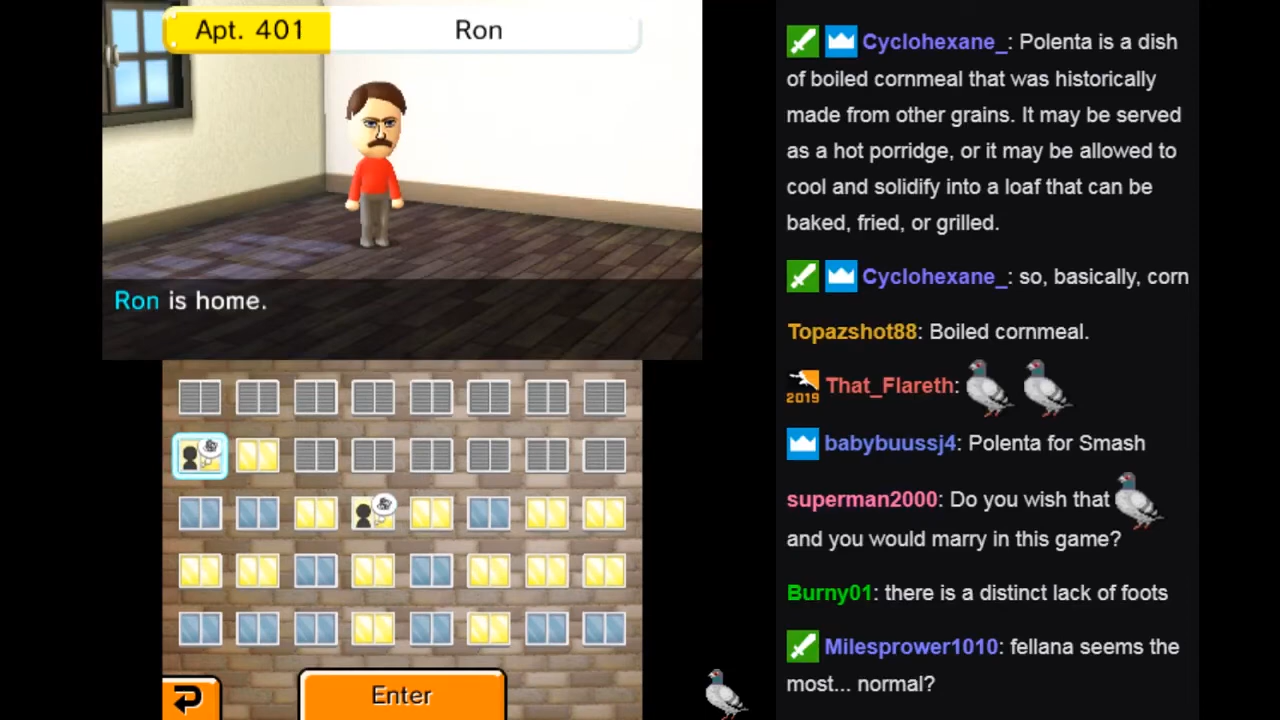 Apt. 401
Ron
Ron is home.
Enter
Cyclohexane_: Polenta is a dish
of boiled cornmeal that was historically
made from other grains. It may be served
as a hot porridge, or it may be allowed to
cool and solidify into a loaf that can be
baked, fried, or grilled.
Cyclohexane_: so, basically, corn
Topazshot88: Boiled cornmeal.
2019 That_Flareth:
babybuussj4: Polenta for Smash
superman2000: Do you wish that
and you would marry in this game?
Burny01: there is a distinct lack of foots
Milesprower1010: fellana seems the
most... normal?